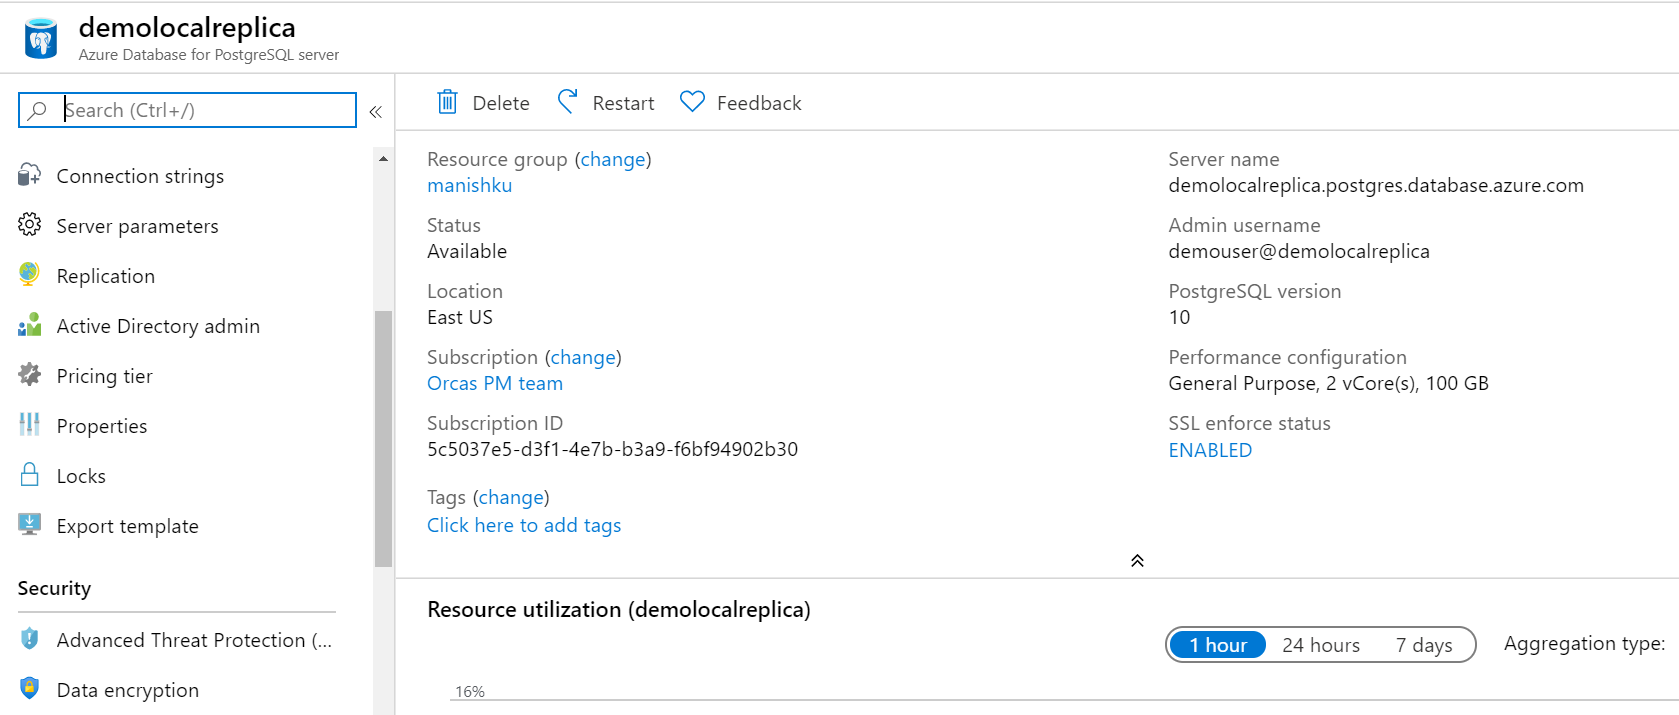 demolocalreplica
Azure Database for PostgreSQL server
Search (Ctrl+/)
«
Connection strings
Server parameters
Replication
Active Directory admin
Pricing tier
Properties
Locks
Export template
Security
Advanced Threat Protection (...
Data encryption
Delete Restart Feedback
Resource group (change)
manishku
Status
Available
Location
East US
Subscription (change)
Orcas PM team
Subscription ID
5c5037e5-d3f1-4e7b-b3a9-f6bf94902b30
Tags (change)
Click here to add tags
Server name
demolocalreplica.postgres.database.azure.com
Admin username
demouser@demolocalreplica
PostgreSQL version
10
Performance configuration
General Purpose, 2 vCore(s), 100 GB
SSL enforce status
ENABLED
Resource utilization (demolocalreplica)
1 hour 24 hours 7 days Aggregation type:
16%